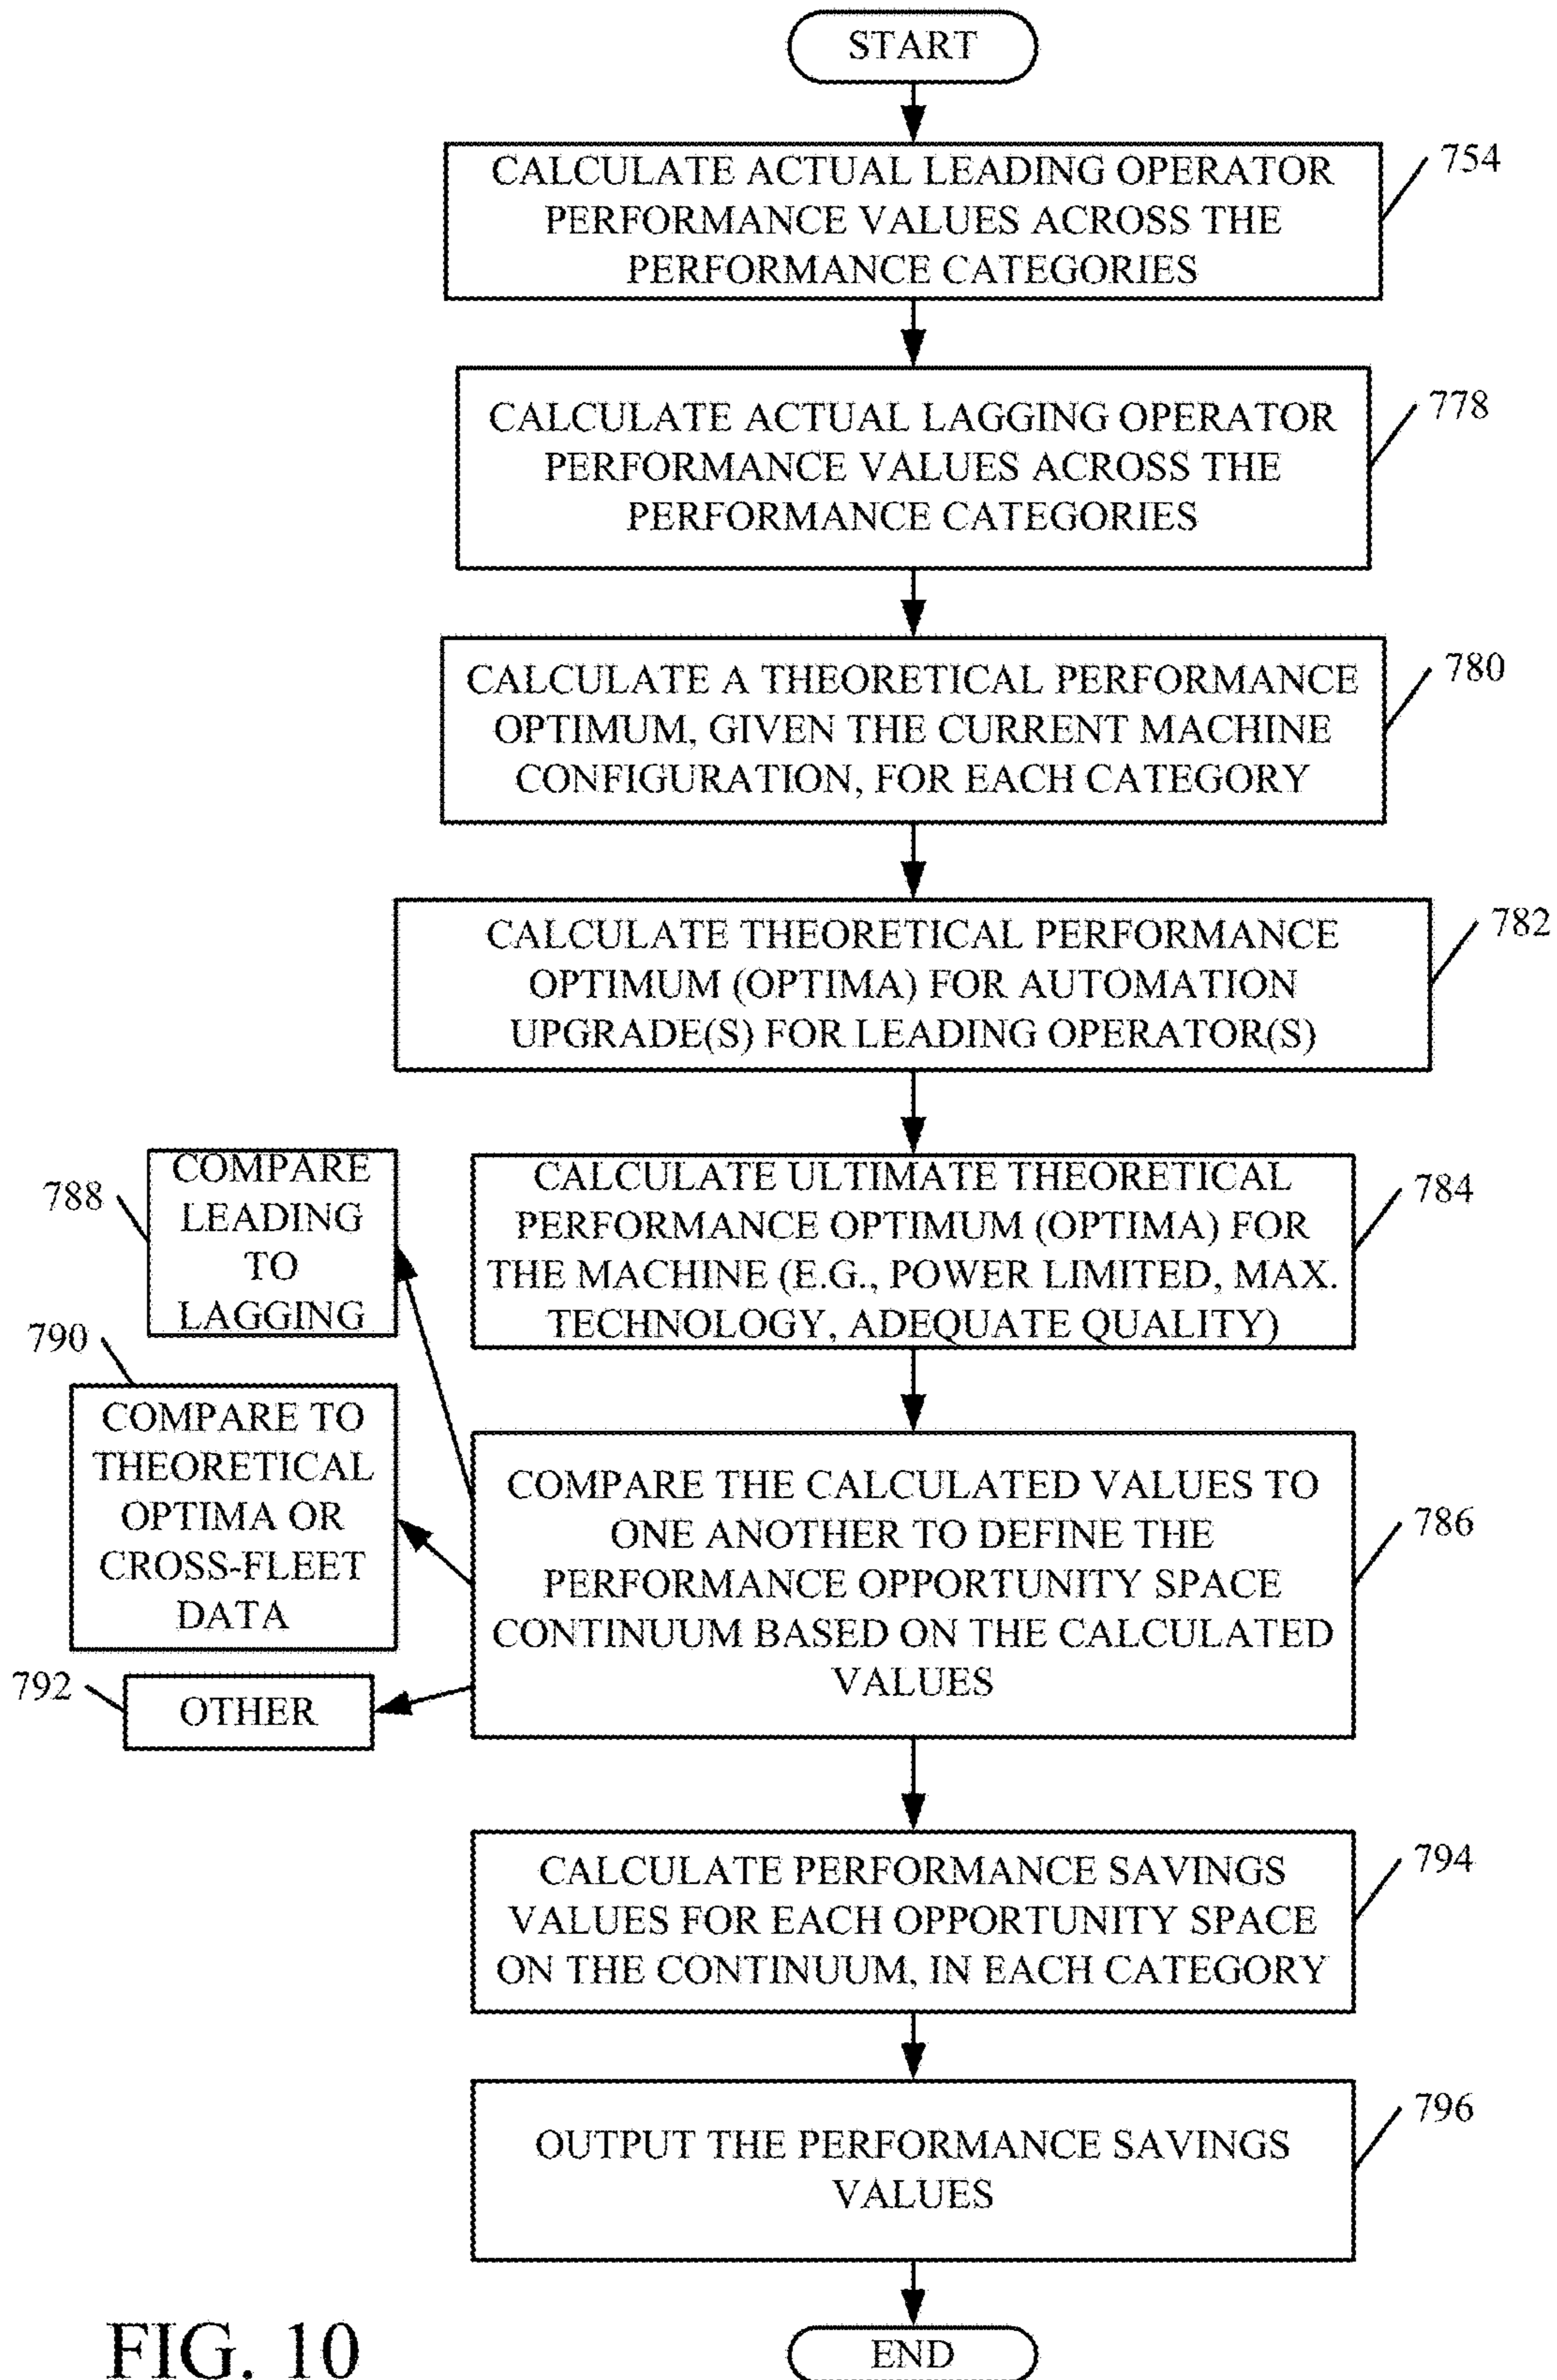 START
CALCULATE ACTUAL LEADING OPERATOR
PERFORMANCE VALUES ACROSS THE
PERFORMANCE CATEGORIES
754
CALCULATE ACTUAL LAGGING OPERATOR
PERFORMANCE VALUES ACROSS THE
PERFORMANCE CATEGORIES
778
CALCULATE A THEORETICAL PERFORMANCE
OPTIMUM, GIVEN THE CURRENT MACHINE
CONFIGURATION, FOR EACH CATEGORY
780
CALCULATE THEORETICAL PERFORMANCE
OPTIMUM (OPTIMA) FOR AUTOMATION
UPGRADE(S) FOR LEADING OPERATOR(S)
782
CALCULATE ULTIMATE THEORETICAL
PERFORMANCE OPTIMUM (OPTIMA) FOR
THE MACHINE (E.G., POWER LIMITED, MAX.
TECHNOLOGY, ADEQUATE QUALITY)
784
788
COMPARE
LEADING
TO
LAGGING
790
COMPARE TO
THEORETICAL
OPTIMA OR
CROSS-FLEET
DATA
792
OTHER
COMPARE THE CALCULATED VALUES TO
ONE ANOTHER TO DEFINE THE
PERFORMANCE OPPORTUNITY SPACE
CONTINUUM BASED ON THE CALCULATED
VALUES
786
CALCULATE PERFORMANCE SAVINGS
VALUES FOR EACH OPPORTUNITY SPACE
ON THE CONTINUUM, IN EACH CATEGORY
794
OUTPUT THE PERFORMANCE SAVINGS
VALUES
796
END
FIG. 10